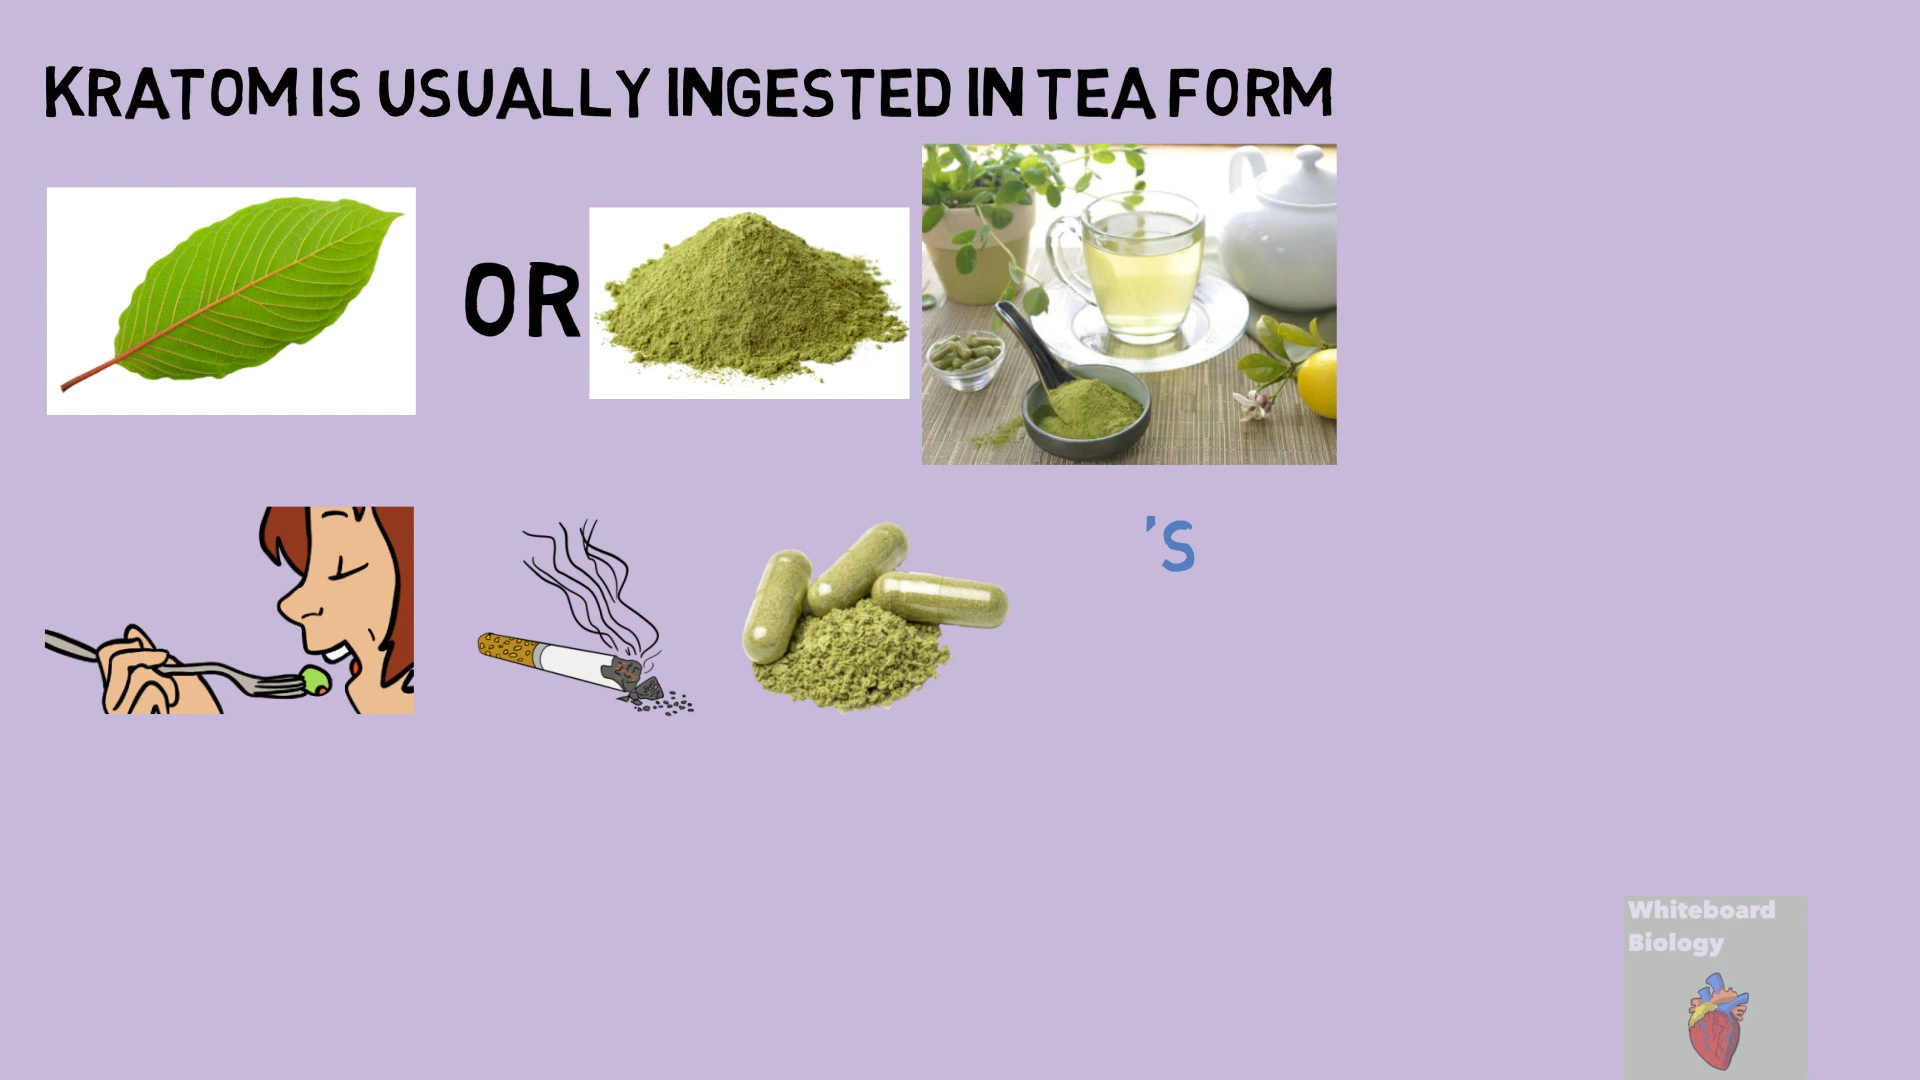 KRATOM IS USUALLY INGESTED IN TEA FORM
OR
'S
Whiteboard
Biology